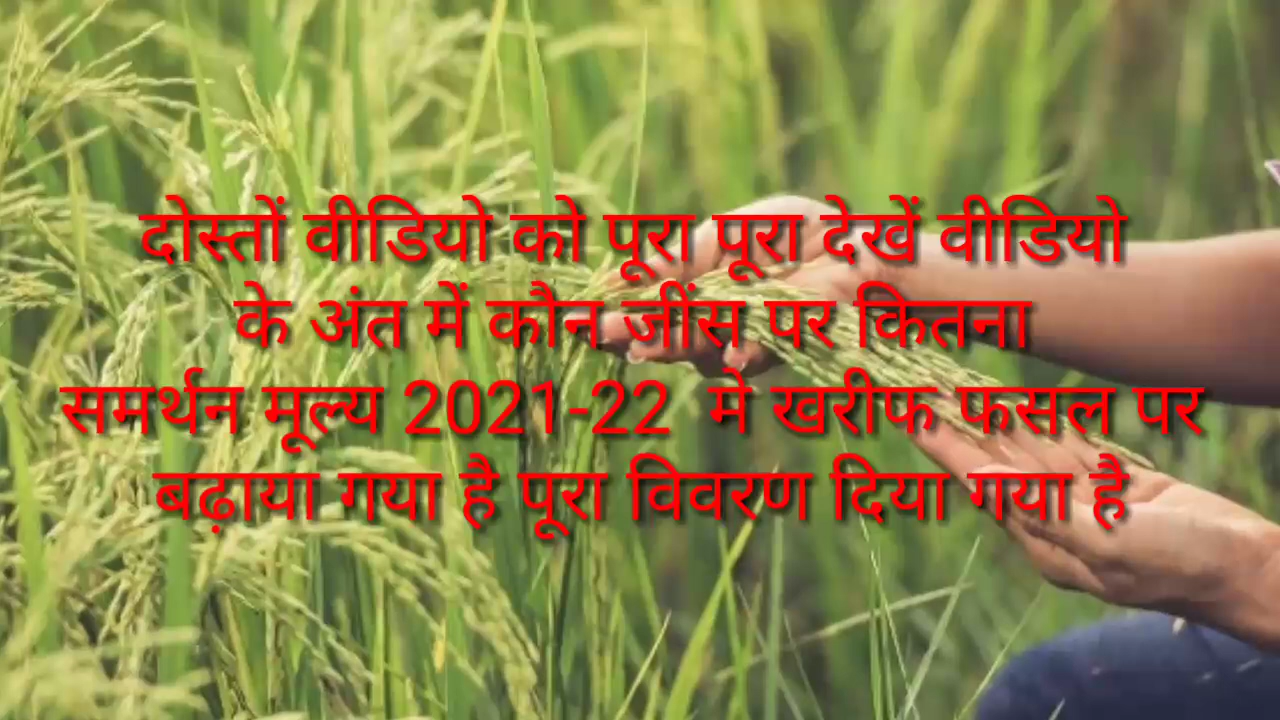 दोस्तों वीडियो को पूरा पूरा देखें वीडियो
के अंत में कौन जींस पर कितना
समर्थन मूल्य 2021-22 मे खरीफ फसल पर
बढ़ाया गया है पूरा विवरण दिया गया है